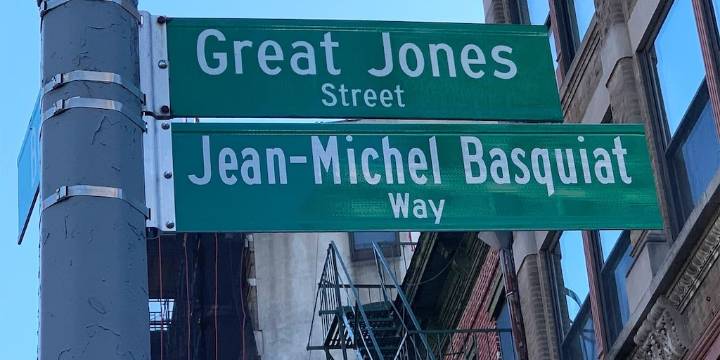 Great Jones
Street
Jean-Michel Basquiat
Way